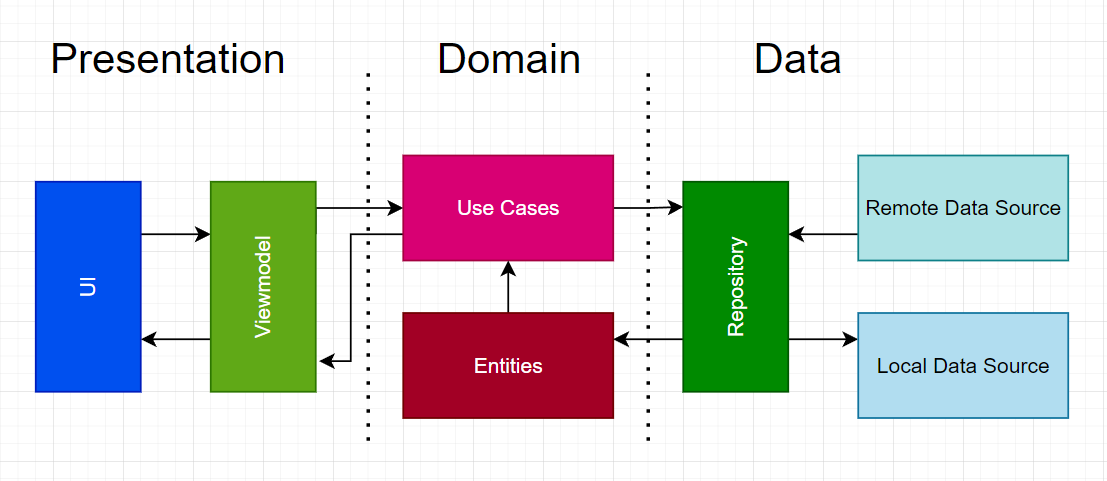 Presentation
Domain
Data
UI
Viewmodel
Use Cases
Entities
Repository
Remote Data Source
Local Data Source